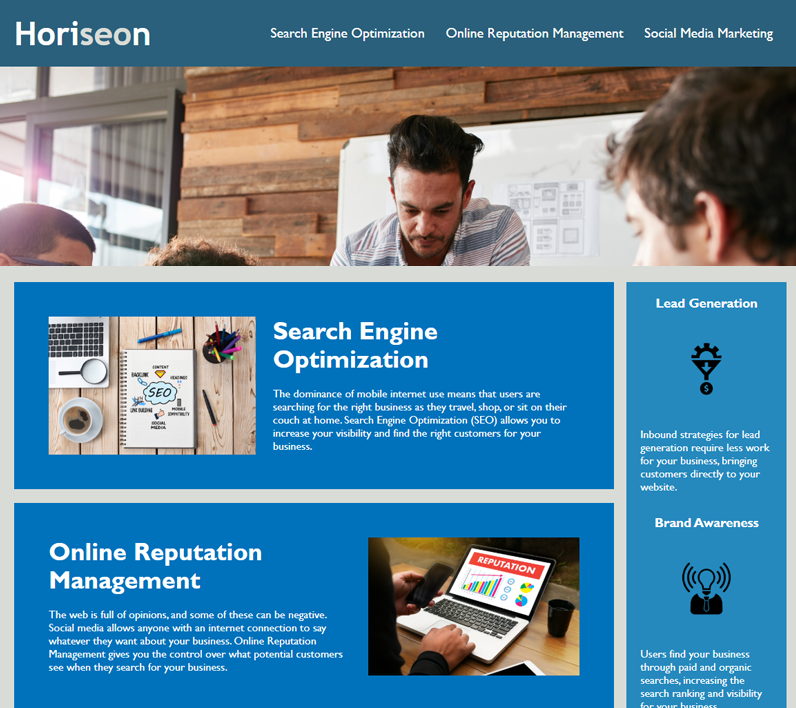 Horiseon
Search Engine Optimization
Online Reputation Management
Social Media Marketing
SEO
CONTENT
BACKLINK
KEYWORDS
LINK BUILDING
MOBILE
COMPATIBILITY
SOCIAL
MEDIA
Search Engine
Optimization
The dominance of mobile internet use means that users are
searching for the right business as they travel, shop, or sit on their
couch at home. Search Engine Optimization (SEO) allows you to
increase your visibility and find the right customers for your
business.
Online Reputation
Management
The web is full of opinions, and some of these can be negative.
Social media allows anyone with an internet connection to say
whatever they want about your business. Online Reputation
Management gives you the control over what potential customers
see when they search for your business.
REPUTATION
Lead Generation
$
Inbound strategies for lead
generation require less work
for your business, bringing
customers directly to your
website.
Brand Awareness
Users find your business
through paid and organic
searches, increasing the
search ranking and visibility
for your business.